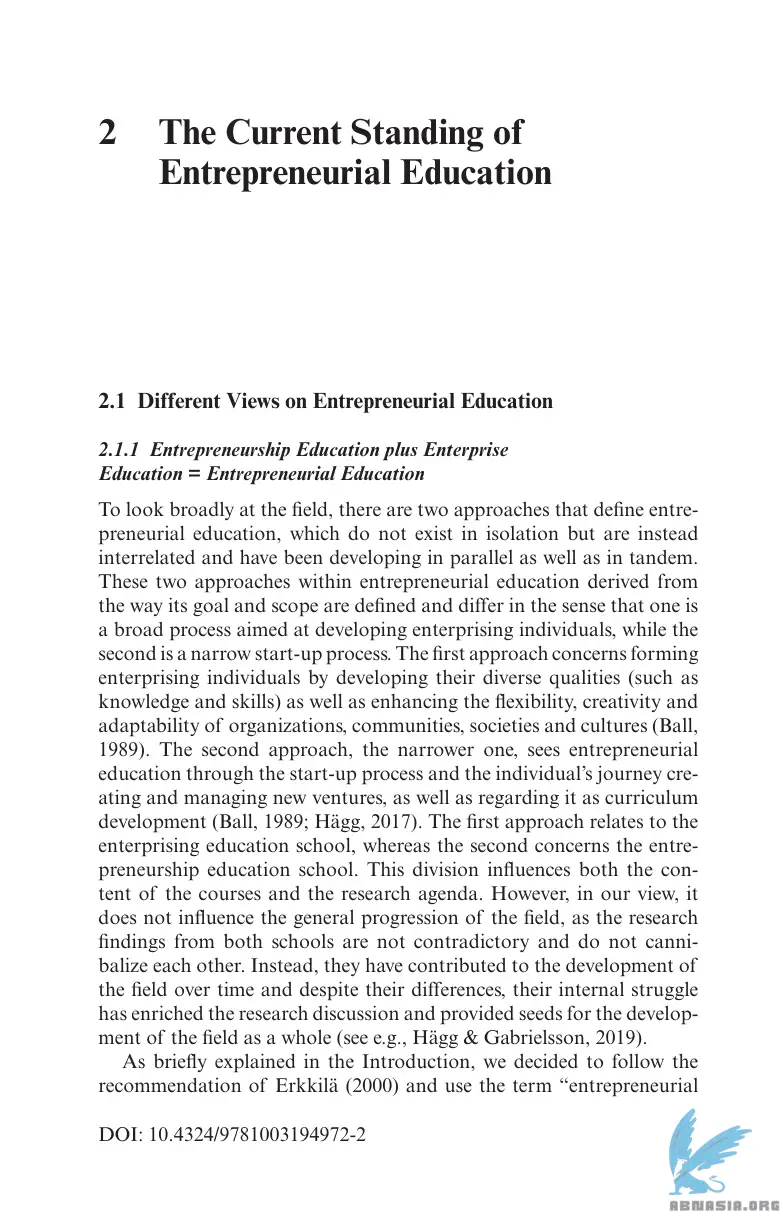 2 The Current Standing of
Entrepreneurial Education
2.1 Different Views on Entrepreneurial Education
2.1.1 Entrepreneurship Education plus Enterprise
Education = Entrepreneurial Education
To look broadly at the field, there are two approaches that define entre-
preneurial education, which do not exist in isolation but are instead
interrelated and have been developing in parallel as well as in tandem.
These two approaches within entrepreneurial education derived from
the way its goal and scope are defined and differ in the sense that one is
a broad process aimed at developing enterprising individuals, while the
second is a narrow start-up process. The first approach concerns forming
enterprising individuals by developing their diverse qualities (such as
knowledge and skills) as well as enhancing the flexibility, creativity and
adaptability of organizations, communities, societies and cultures (Ball,
1989). The second approach, the narrower one, sees entrepreneurial
education through the start-up process and the individual's journey cre-
ating and managing new ventures, as well as regarding it as curriculum
development (Ball, 1989; Hägg, 2017). The first approach relates to the
enterprising education school, whereas the second concerns the entre-
preneurship education school. This division influences both the con-
tent of the courses and the research agenda. However, in our view, it
does not influence the general progression of the field, as the research
findings from both schools are not contradictory and do not canni-
balize each other. Instead, they have contributed to the development of
the field over time and despite their differences, their internal struggle
has enriched the research discussion and provided seeds for the develop-
ment of the field as a whole (see e.g., Hägg & Gabrielsson, 2019).
As briefly explained in the Introduction, we decided to follow the
recommendation of Erkkilä (2000) and use the term “entrepreneurial
DOI: 10.4324/9781003194972-2
ABNASIA.ORG